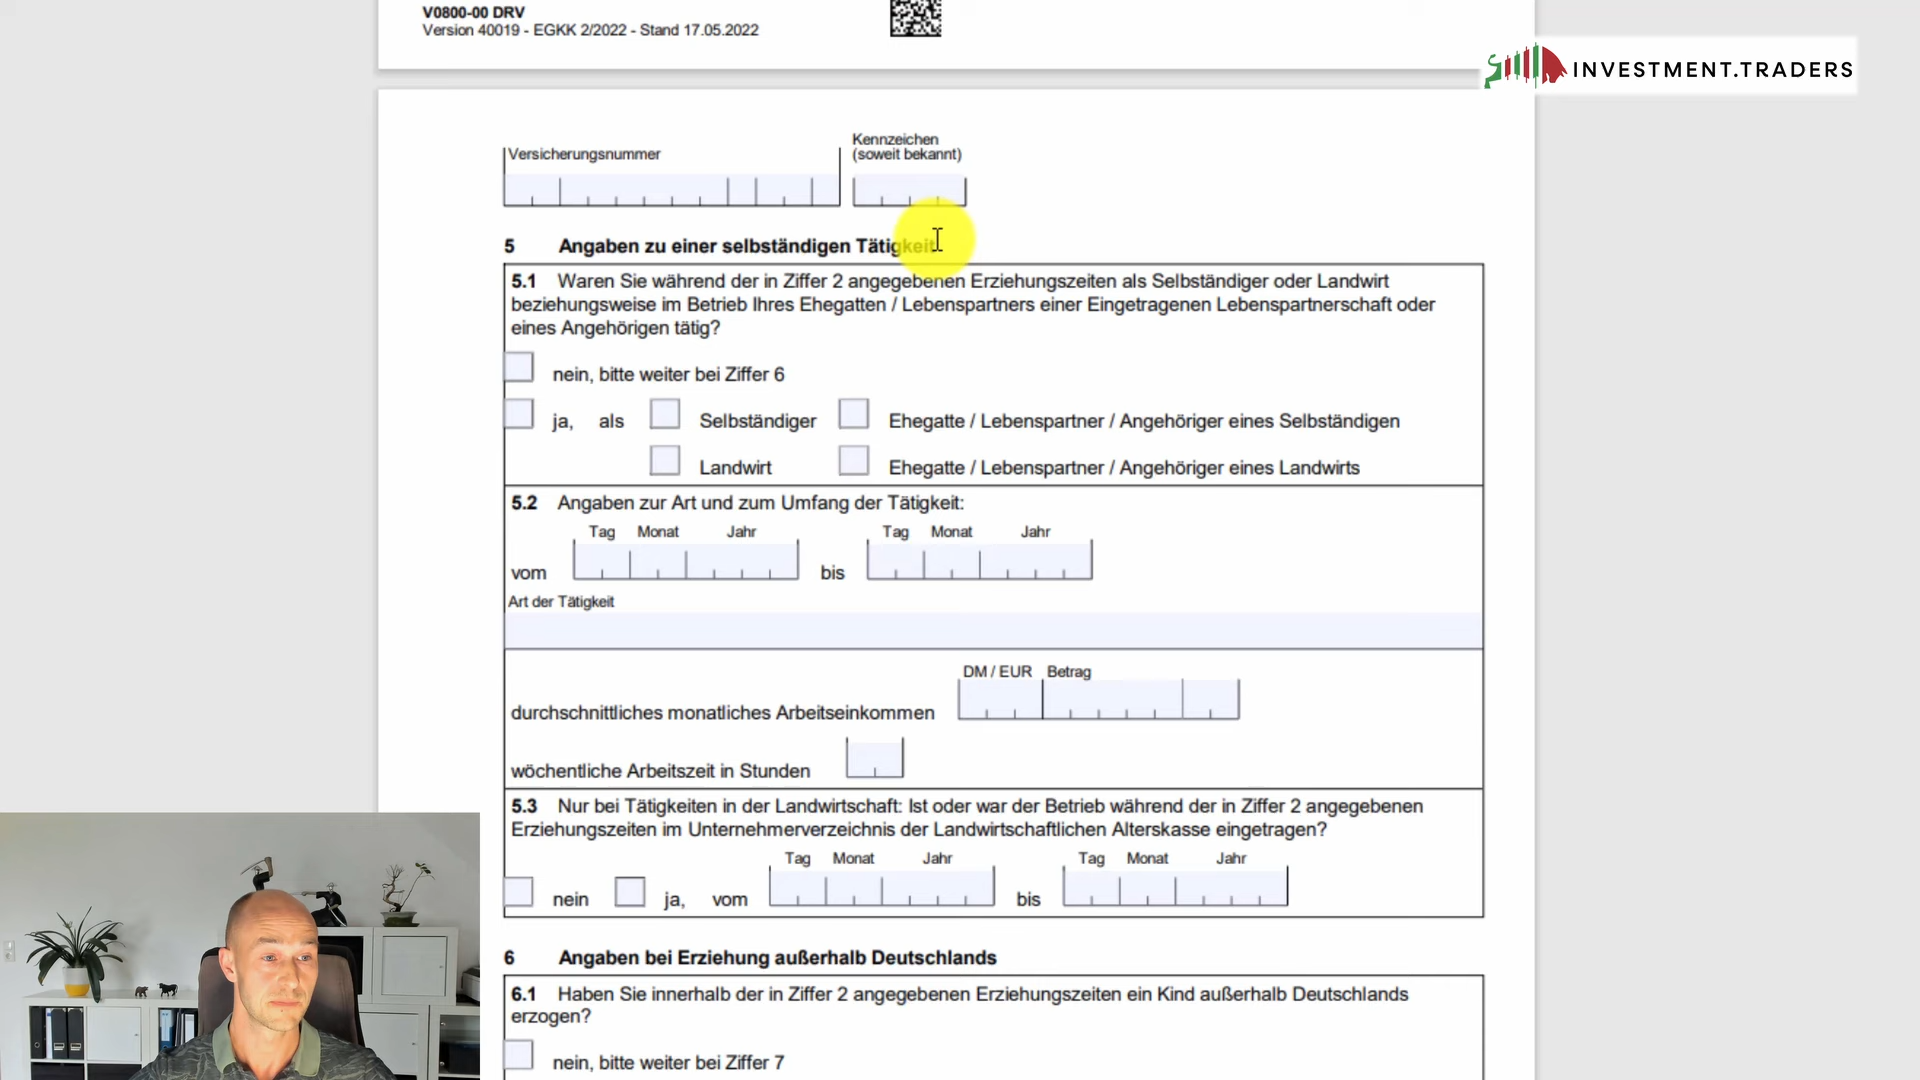 V0800-00 DRV
Version 40019 - EGKK 2/2022 - Stand 17.05.2022
INVESTMENT.TRADERS
Versicherungsnummer
Kennzeichen
(soweit bekannt)
5 Angaben zu einer selbständigen Tätigkeit
5.1 Waren Sie während der in Ziffer 2 angegebenen Erziehungszeiten als Selbständiger oder Landwirt
beziehungsweise im Betrieb Ihres Ehegatten / Lebenspartners einer Eingetragenen Lebenspartnerschaft oder
eines Angehörigen tätig?
nein, bitte weiter bei Ziffer 6
ja, als Selbständiger Ehegatte / Lebenspartner / Angehöriger eines Selbständigen
Landwirt Ehegatte / Lebenspartner / Angehöriger eines Landwirts
5.2 Angaben zur Art und zum Umfang der Tätigkeit:
Tag Monat Jahr Tag Monat Jahr
vom bis
Art der Tätigkeit
DM / EUR Betrag
durchschnittliches monatliches Arbeitseinkommen
wöchentliche Arbeitszeit in Stunden
5.3 Nur bei Tätigkeiten in der Landwirtschaft: Ist oder war der Betrieb während der in Ziffer 2 angegebenen
Erziehungszeiten im Unternehmerverzeichnis der Landwirtschaftlichen Alterskasse eingetragen?
Tag Monat Jahr Tag Monat Jahr
nein ja, vom bis
6 Angaben bei Erziehung außerhalb Deutschlands
6.1 Haben Sie innerhalb der in Ziffer 2 angegebenen Erziehungszeiten ein Kind außerhalb Deutschlands
erzogen?
nein, bitte weiter bei Ziffer 7